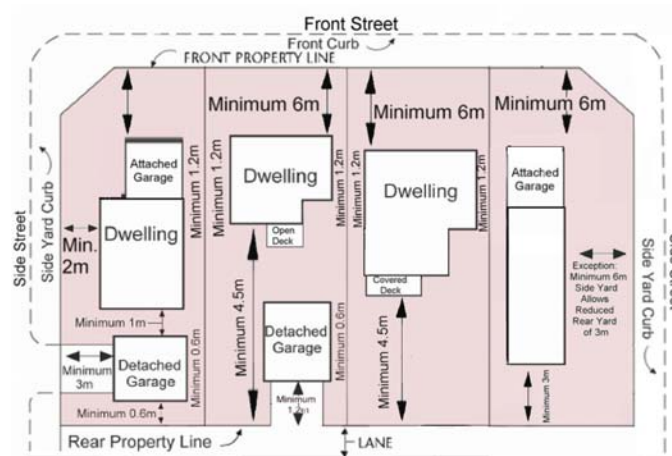 Front Street
Front Curb
FRONT PROPERTY LINE
Minimum 6m
Minimum 6m
Minimum 6m
Attached
Garage
Minimum 1.2m
Dwelling
Minimum 1.2m
Open
Deck
Dwelling
Minimum 1.2m
Covered
Deck
Attached
Garage
Side Street
Side Yard Curb
Min.
2m
Dwelling
Minimum 1m
Minimum 4.5m
Minimum 4.5m
Exception:
Minimum 6m
Side Yard
Allows
Reduced
Rear Yard
of 3m
Side Yard Curb
Minimum
3m
Detached
Garage
Minimum 0.6m
Detached
Garage
Minimum 0.6m
Minimum 3m
Minimum 0.6m
Minimum
Rear Property Line
LANE